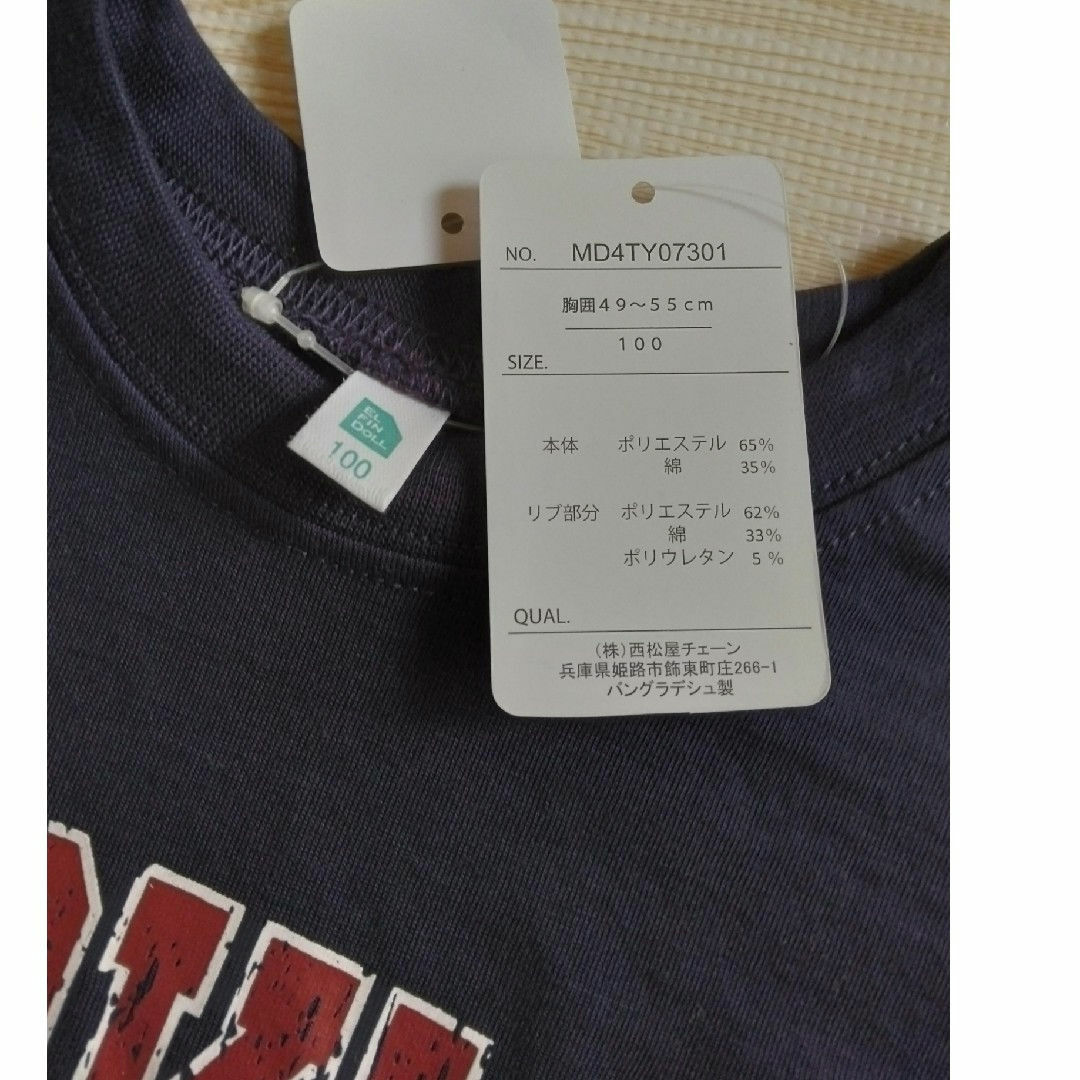 NO. MD4TY07301
胸囲49～55cm
100
SIZE.
本体 ポリエステル 65%
綿 35%
リブ部分 ポリエステル 62%
綿 33%
ポリウレタン 5%
QUAL.
(株)西松屋チェーン
兵庫県姫路市飾東町庄266-1
バングラデシュ製
EL
FIN
DOLL
100